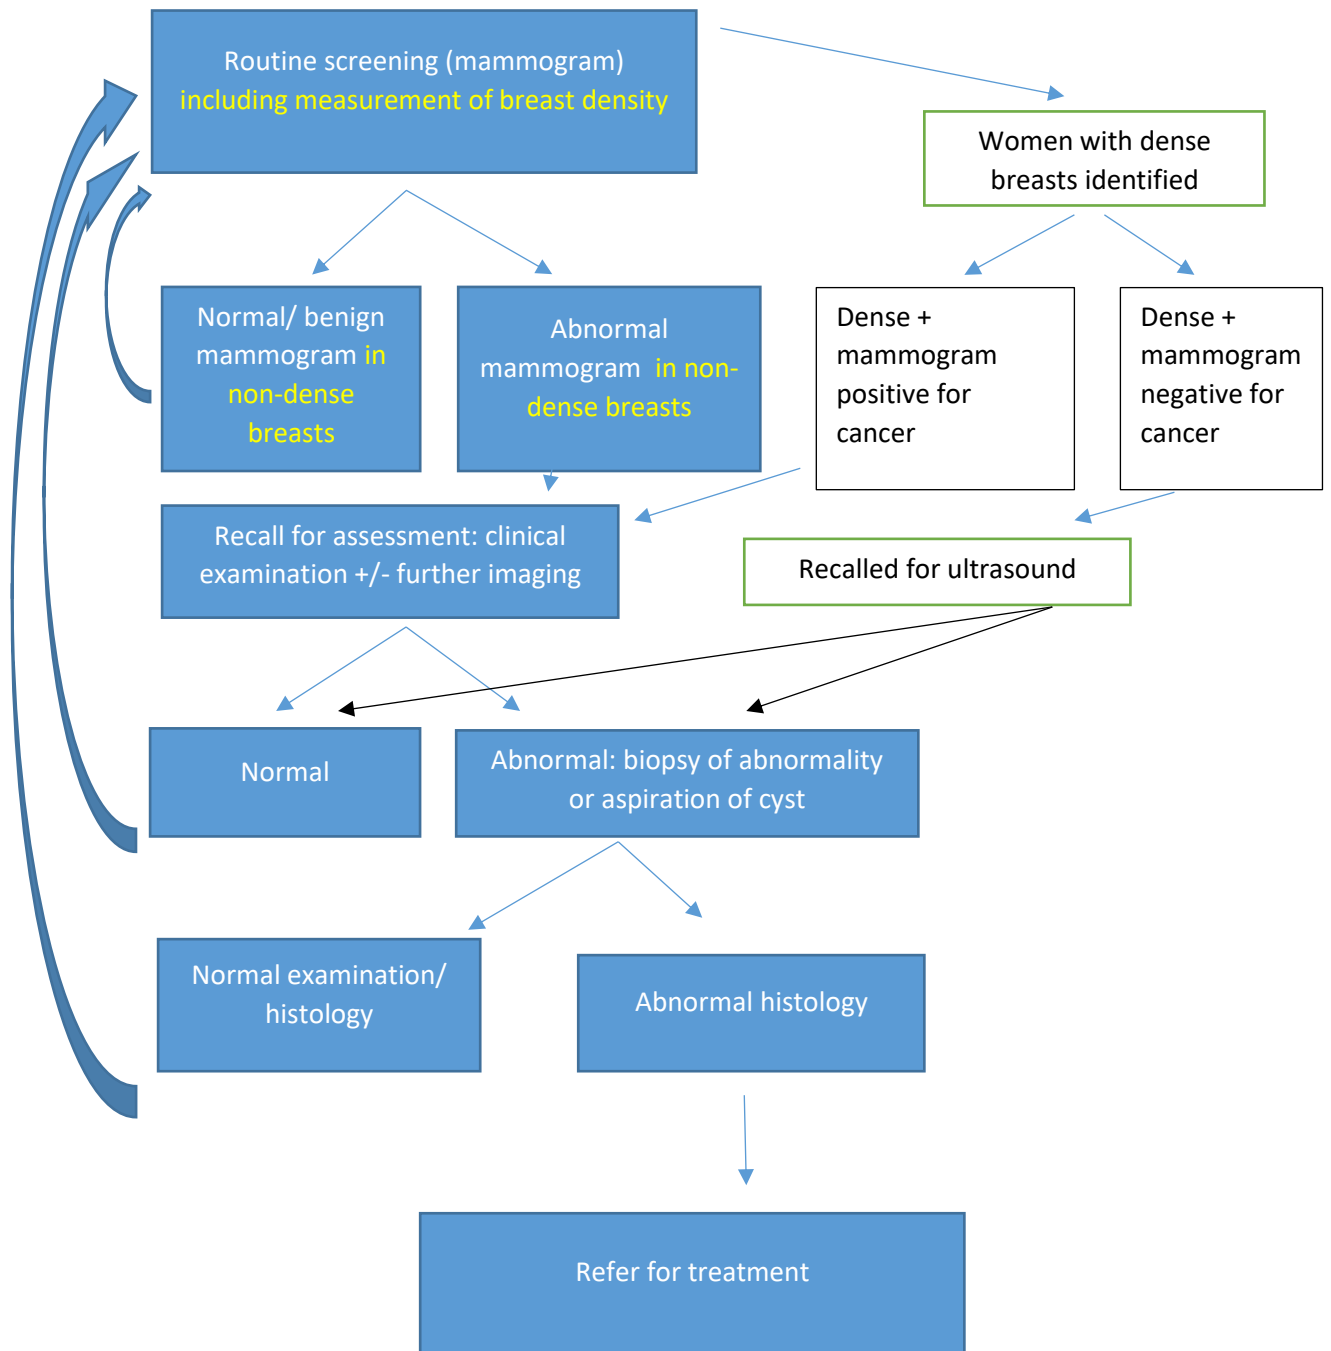 Routine screening (mammogram)
including measurement of breast density
Women with dense
breasts identified
Normal/ benign
mammogram in
non-dense
breasts
Abnormal
mammogram in non-
dense breasts
Dense +
mammogram
positive for
cancer
Dense +
mammogram
negative for
cancer
Recall for assessment: clinical
examination +/- further imaging
Recalled for ultrasound
Normal
Abnormal: biopsy of abnormality
or aspiration of cyst
Normal examination/
histology
Abnormal histology
Refer for treatment